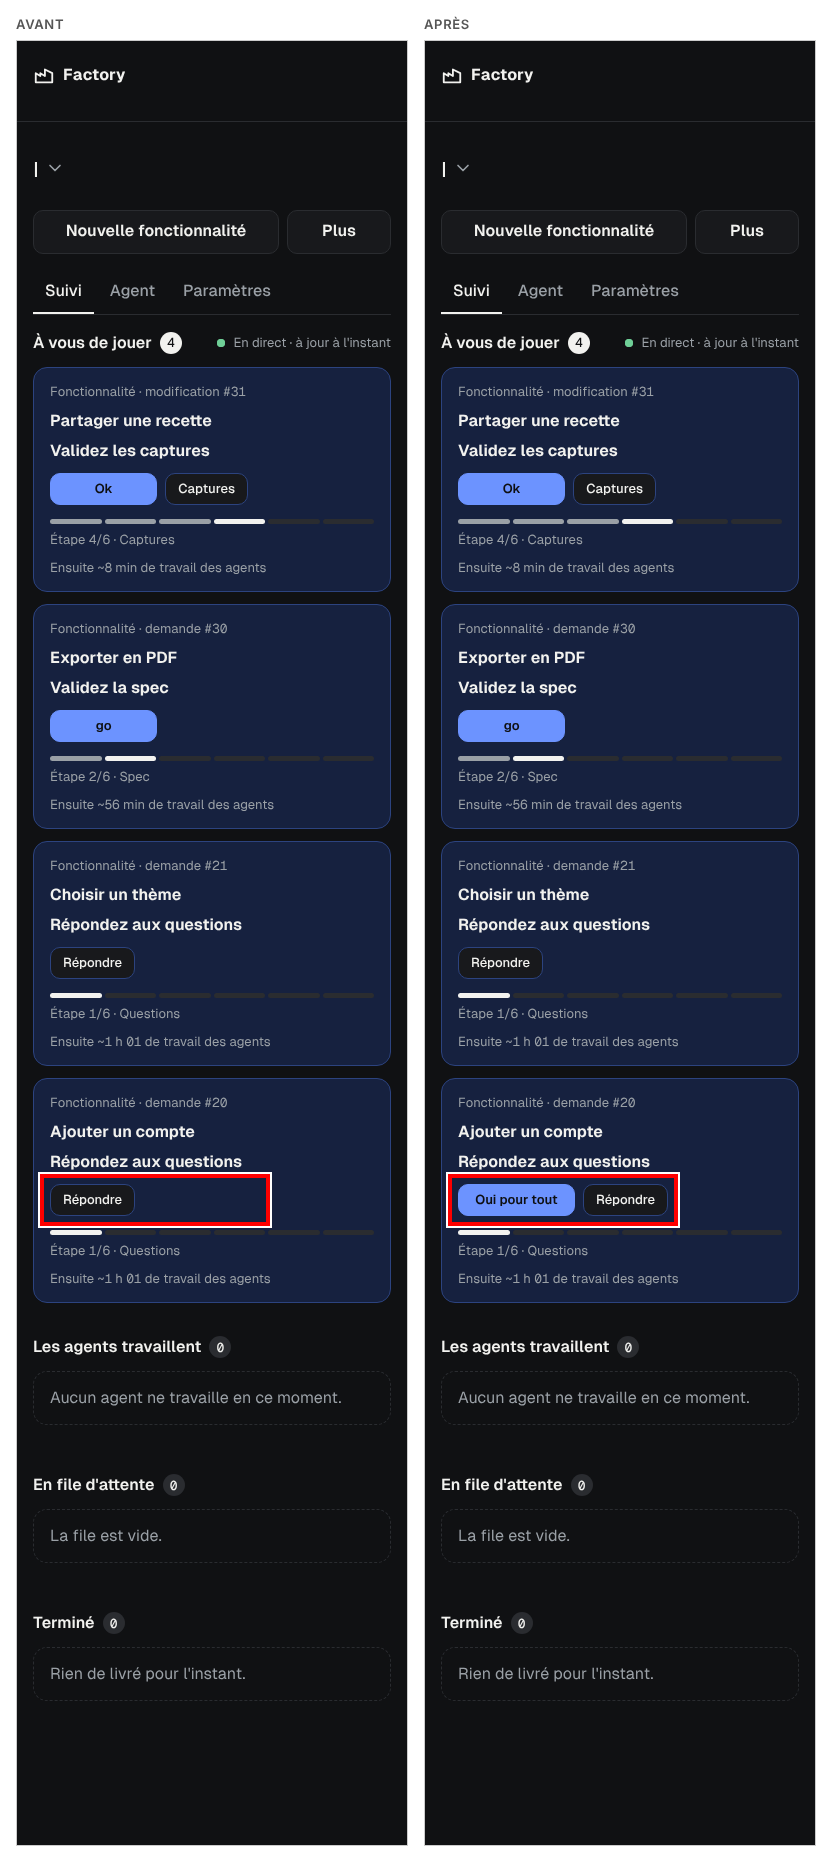 AVANT
Factory
Nouvelle fonctionnalité
Plus
Suivi
Agent
Paramètres
À vous de jouer 4
En direct · à jour à l'instant
Fonctionnalité · modification #31
Partager une recette
Validez les captures
Ok
Captures
Étape 4/6 · Captures
Ensuite ~8 min de travail des agents
Fonctionnalité · demande #30
Exporter en PDF
Validez la spec
go
Étape 2/6 · Spec
Ensuite ~56 min de travail des agents
Fonctionnalité · demande #21
Choisir un thème
Répondez aux questions
Répondre
Étape 1/6 · Questions
Ensuite ~1 h 01 de travail des agents
Fonctionnalité · demande #20
Ajouter un compte
Répondez aux questions
Répondre
Étape 1/6 · Questions
Ensuite ~1 h 01 de travail des agents
Les agents travaillent 0
Aucun agent ne travaille en ce moment.
En file d'attente 0
La file est vide.
Terminé 0
Rien de livré pour l'instant.
APRÈS
Factory
Nouvelle fonctionnalité
Plus
Suivi
Agent
Paramètres
À vous de jouer 4
En direct · à jour à l'instant
Fonctionnalité · modification #31
Partager une recette
Validez les captures
Ok
Captures
Étape 4/6 · Captures
Ensuite ~8 min de travail des agents
Fonctionnalité · demande #30
Exporter en PDF
Validez la spec
go
Étape 2/6 · Spec
Ensuite ~56 min de travail des agents
Fonctionnalité · demande #21
Choisir un thème
Répondez aux questions
Répondre
Étape 1/6 · Questions
Ensuite ~1 h 01 de travail des agents
Fonctionnalité · demande #20
Ajouter un compte
Répondez aux questions
Oui pour tout
Répondre
Étape 1/6 · Questions
Ensuite ~1 h 01 de travail des agents
Les agents travaillent 0
Aucun agent ne travaille en ce moment.
En file d'attente 0
La file est vide.
Terminé 0
Rien de livré pour l'instant.